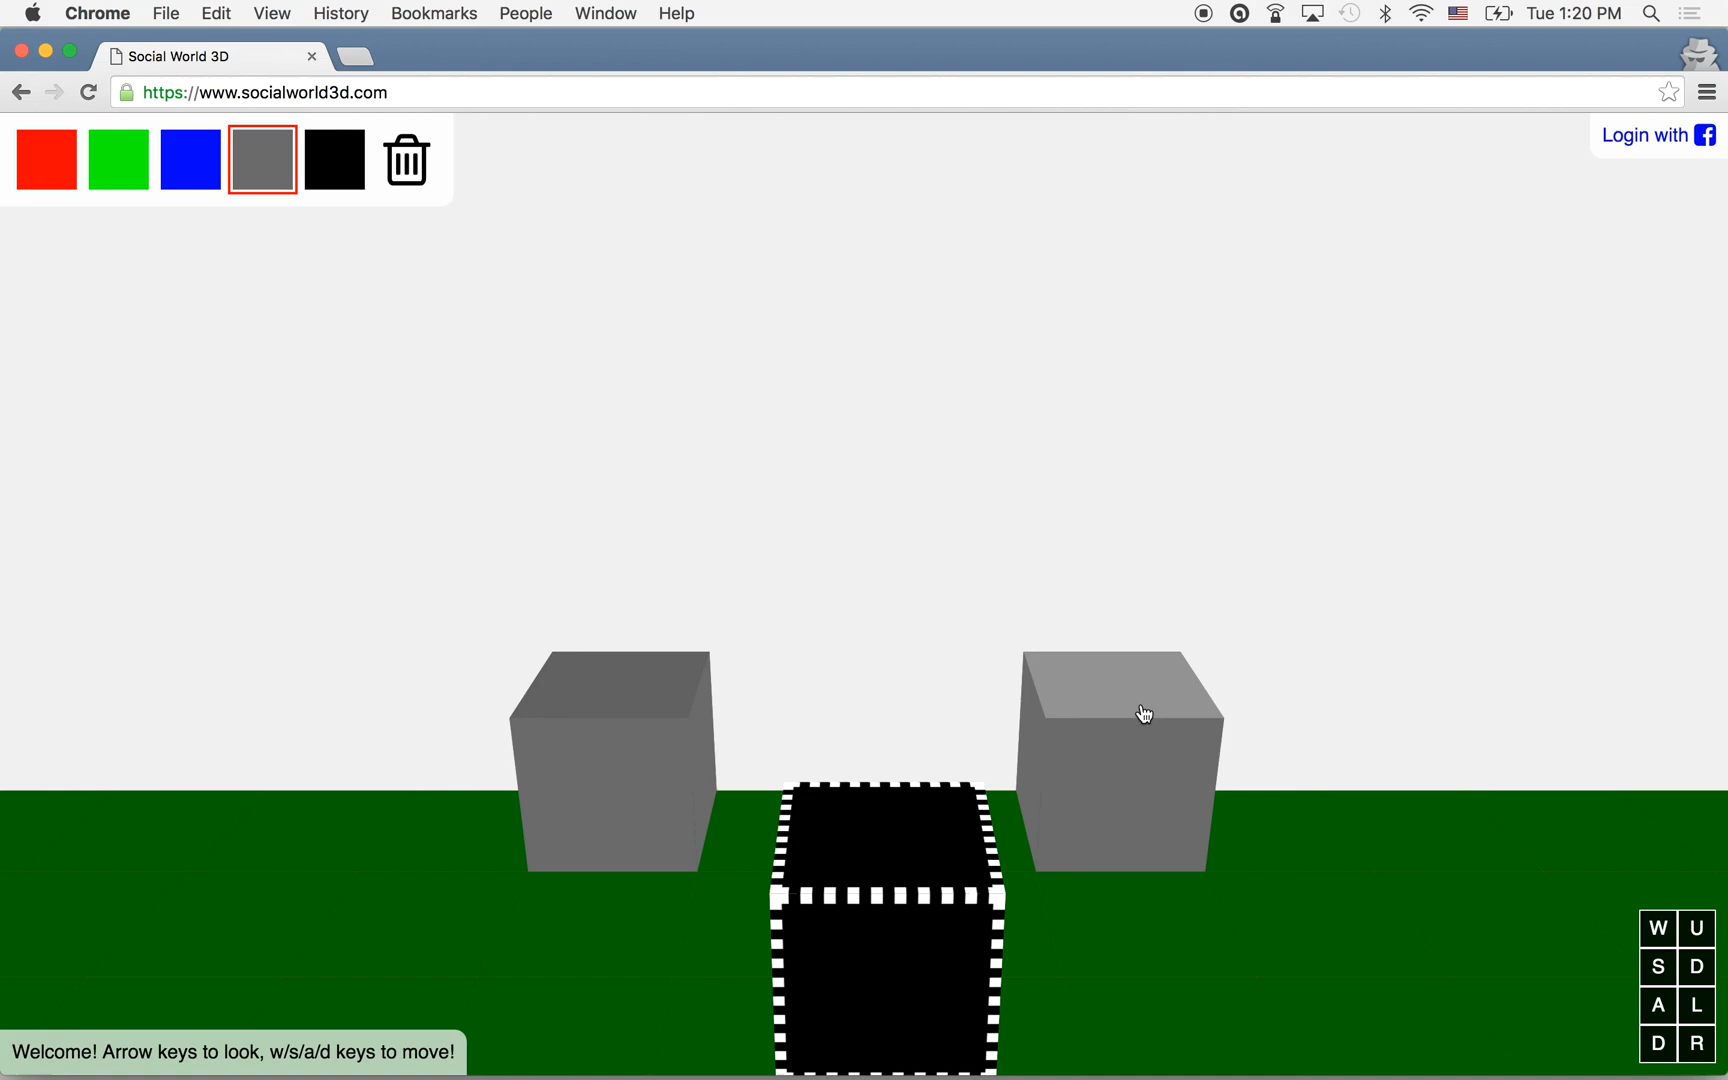 Chrome File Edit View History Bookmarks People Window Help Tue 1:20 PM
Social World 3D
https://www.socialworld3d.com
Login with
W U
S D
A L
D R
Welcome! Arrow keys to look, w/s/a/d keys to move!